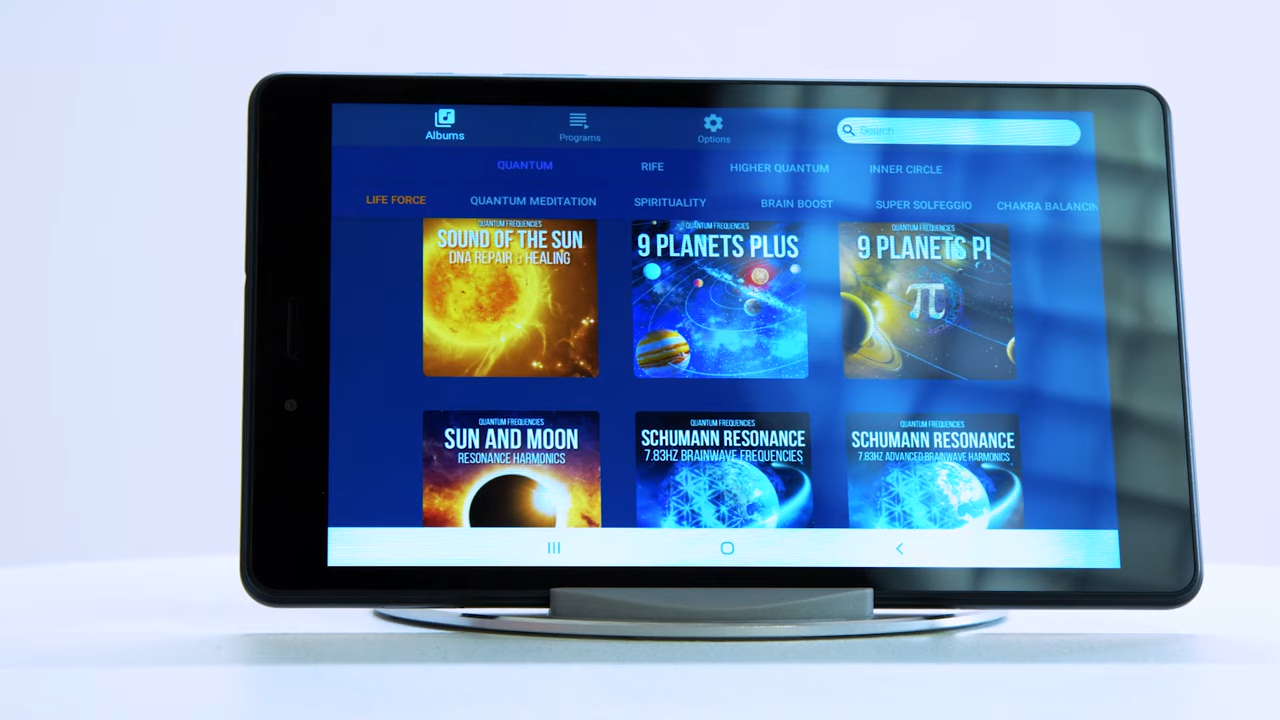 Albums
Programs
Options
Search
QUANTUM
RIFE
HIGHER QUANTUM
INNER CIRCLE
LIFE FORCE
QUANTUM MEDITATION
SPIRITUALITY
BRAIN BOOST
SUPER SOLFEGGIO
CHAKRA BALANCIN
QUANTUM FREQUENCIES
SOUND OF THE SUN
DNA REPAIR & HEALING
QUANTUM FREQUENCIES
9 PLANETS PLUS
QUANTUM FREQUENCIES
9 PLANETS PI
π
QUANTUM FREQUENCIES
SUN AND MOON
RESONANCE HARMONICS
QUANTUM FREQUENCIES
SCHUMANN RESONANCE
7.83HZ BRAINWAVE FREQUENCIES
QUANTUM FREQUENCIES
SCHUMANN RESONANCE
7.83HZ ADVANCED BRAINWAVE HARMONICS